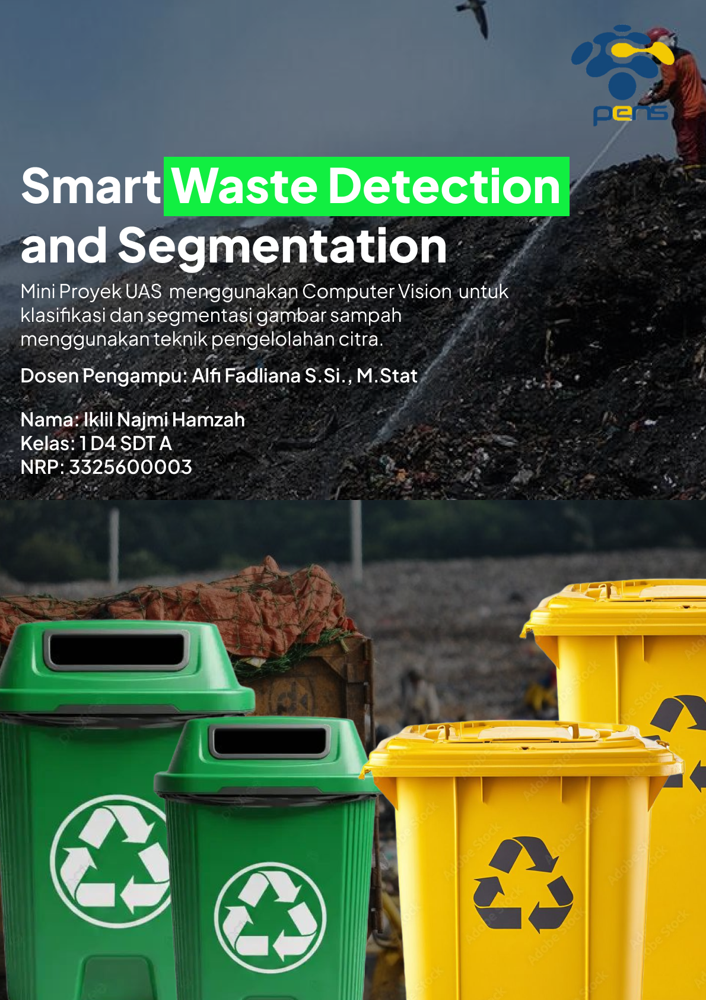 pens
Smart Waste Detection
and Segmentation
Mini Proyek UAS menggunakan Computer Vision untuk
klasifikasi dan segmentasi gambar sampah
menggunakan teknik pengelolahan citra.
Dosen Pengampu: Alfi Fadliana S.Si., M.Stat
Nama: Iklil Najmi Hamzah
Kelas: 1 D4 SDT A
NRP: 3325600003
Adobe Stock